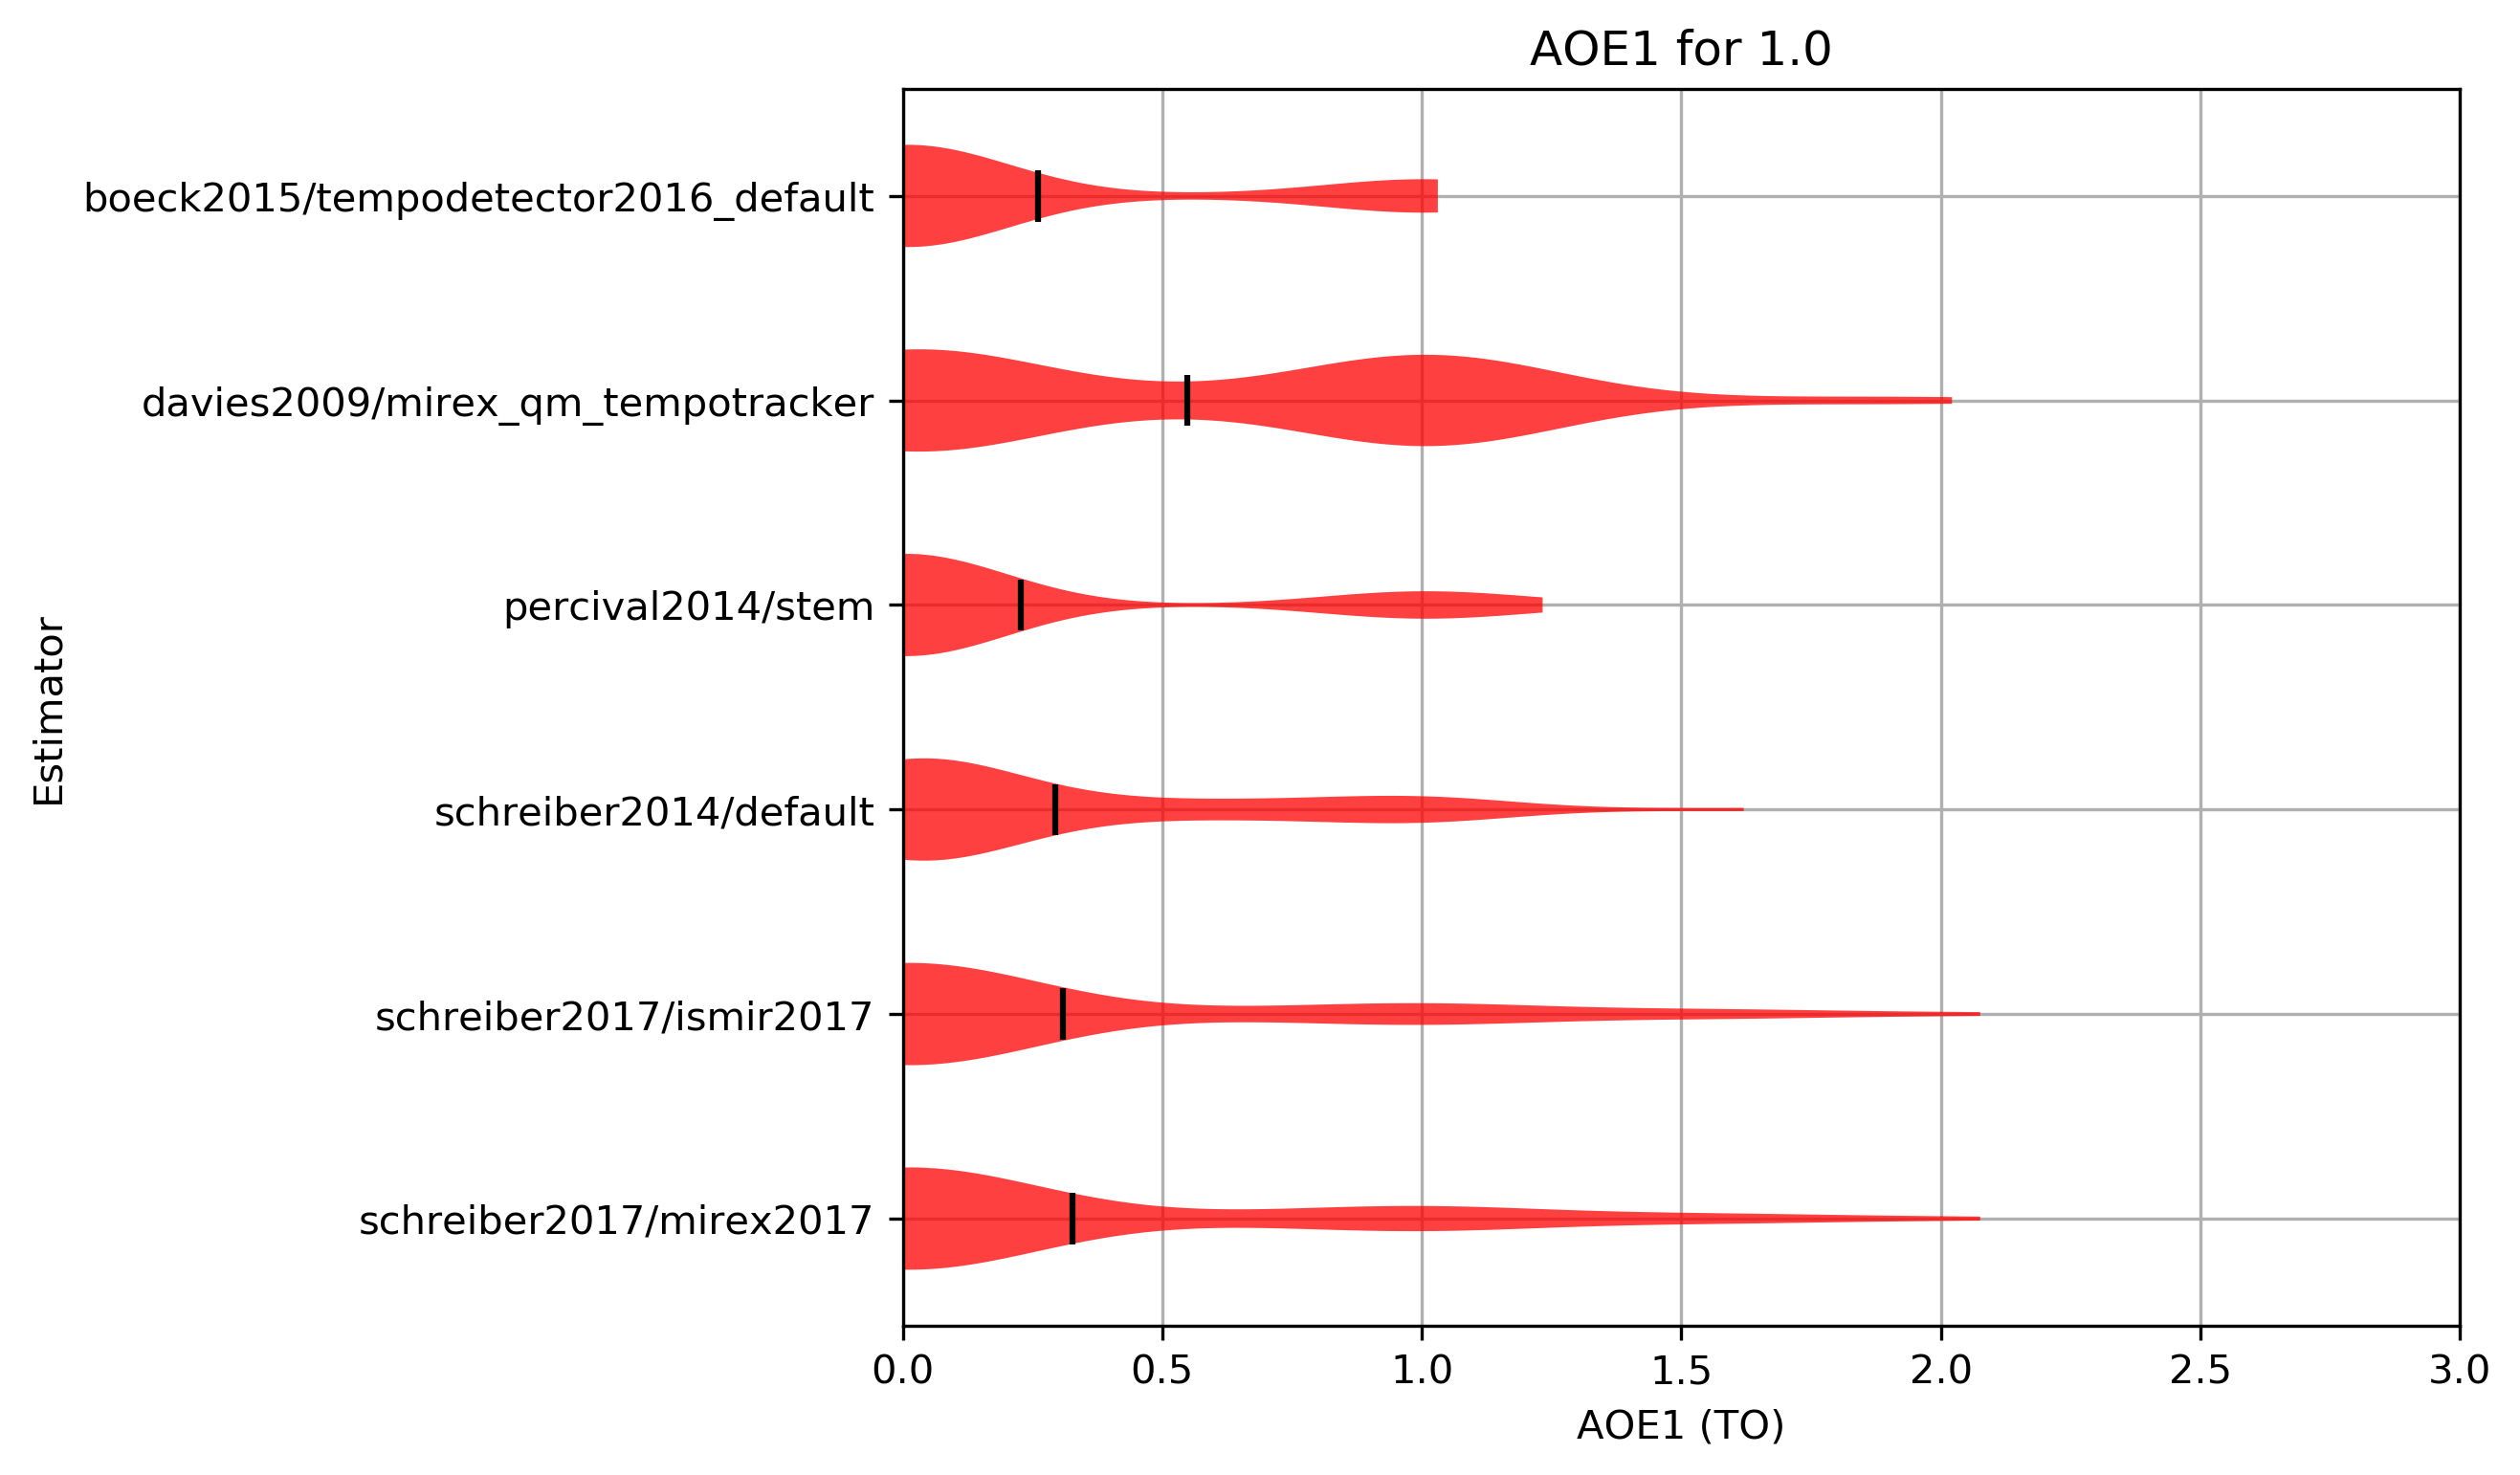 AOE1 for 1.0
boeck2015/tempodetector2016_default
davies2009/mirex_qm_tempotracker
percival2014/stem
schreiber2014/default
schreiber2017/ismir2017
schreiber2017/mirex2017
Estimator
0.0 0.5 1.0 1.5 2.0 2.5 3.0
AOE1 (TO)